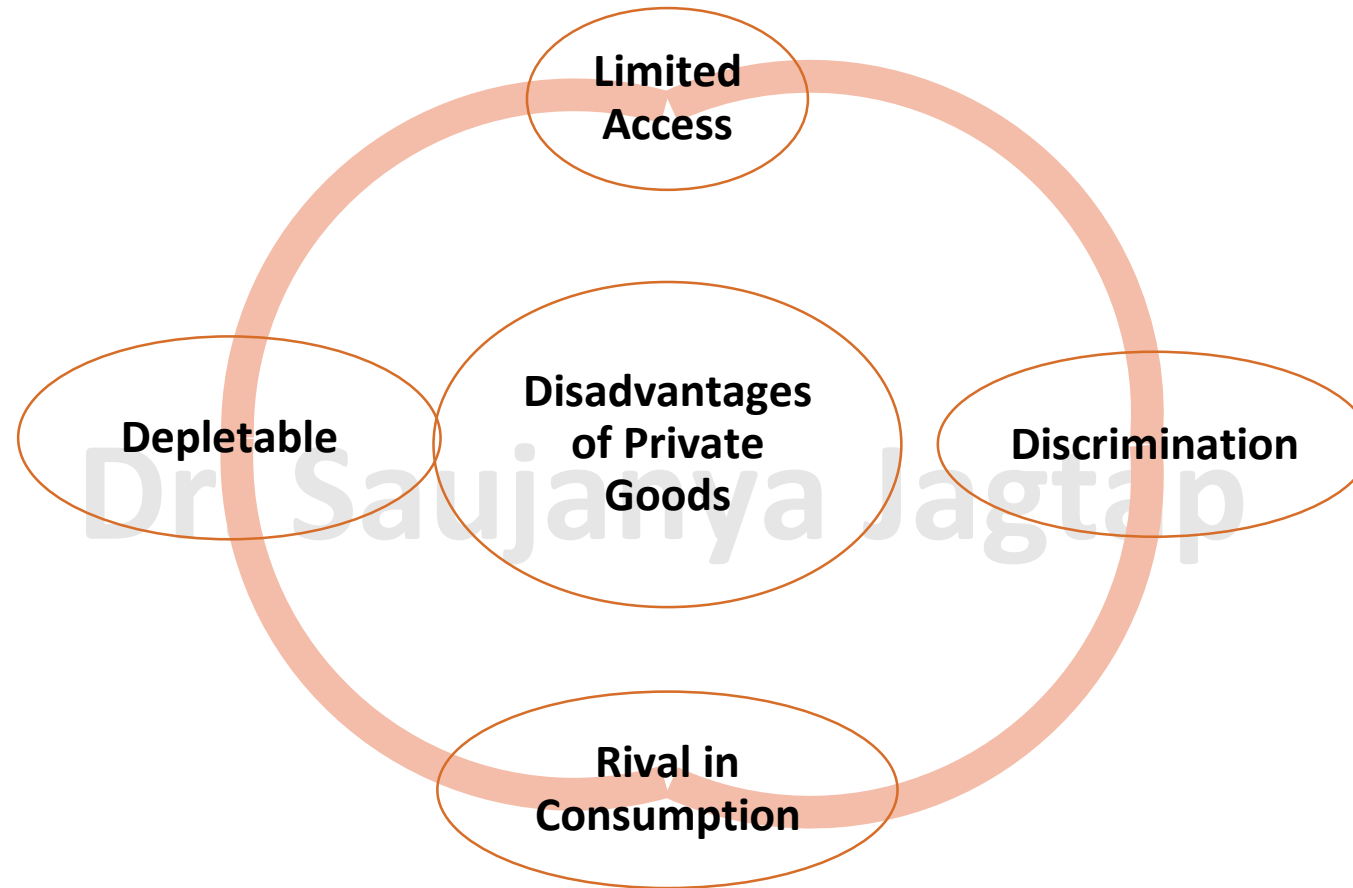 Limited
Access
Disadvantages
of Private
Goods
Depletable
Discrimination
Dr. Saujanya Jagtap
Rival in
Consumption